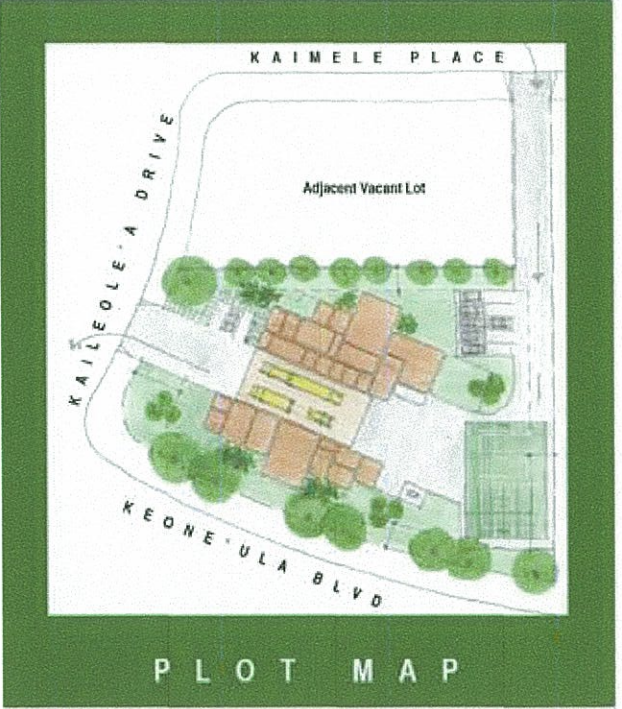 KAIMELE PLACE
KAILEOLE'A DRIVE
Adjacent Vacant Lot
KEONE'ULA BLVD
PLOT MAP